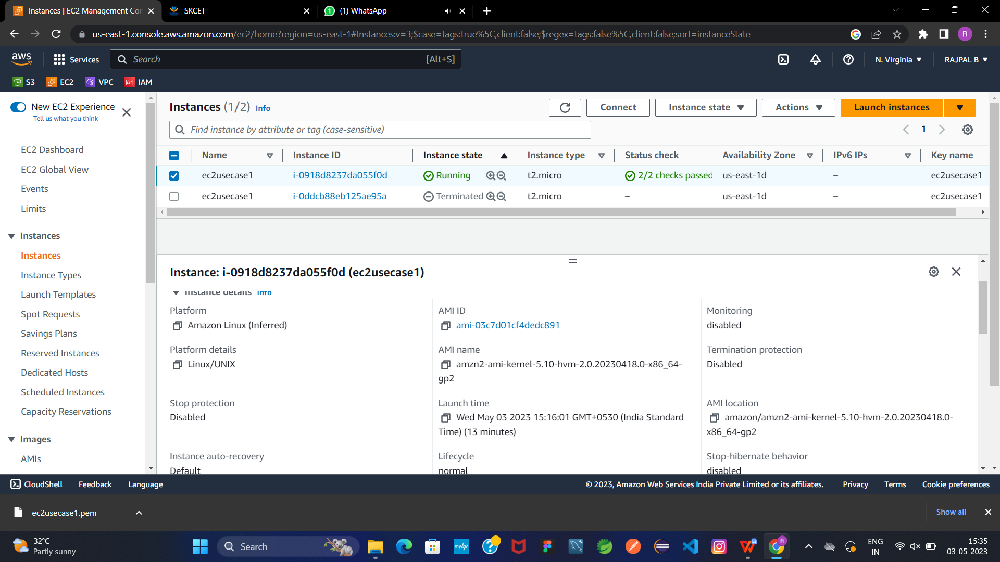 Instances | EC2 Management Con
SKCET
(1) WhatsApp
us-east-1.console.aws.amazon.com/ec2/home?region=us-east-1#Instances:v=3;$case=tags:true%5C,client:false;$regex=tags:false%5C,client:false;sort=instanceState
R
aws
Services
Search
[Alt+S]
N. Virginia
RAJPAL B
S3
EC2
VPC
IAM
New EC2 Experience
Tell us what you think
EC2 Dashboard
EC2 Global View
Events
Limits
Instances
Instances
Instance Types
Launch Templates
Spot Requests
Savings Plans
Reserved Instances
Dedicated Hosts
Scheduled Instances
Capacity Reservations
Images
AMIs
Instances (1/2) Info
Connect
Instance state
Actions
Launch instances
Find instance by attribute or tag (case-sensitive)
1
Name Instance ID Instance state Instance type Status check Availability Zone IPv6 IPs Key name
ec2usecase1 i-0918d8237da055f0d Running t2.micro 2/2 checks passed us-east-1d – ec2usecase1
ec2usecase1 i-0ddcb88eb125ae95a Terminated t2.micro – us-east-1d – ec2usecase1
Instance: i-0918d8237da055f0d (ec2usecase1)
Instance details Info
Platform
Amazon Linux (Inferred)
AMI ID
ami-03c7d01cf4dedc891
Monitoring
disabled
Platform details
Linux/UNIX
AMI name
amzn2-ami-kernel-5.10-hvm-2.0.20230418.0-x86_64-
gp2
Termination protection
Disabled
Stop protection
Disabled
Launch time
Wed May 03 2023 15:16:01 GMT+0530 (India Standard
Time) (13 minutes)
AMI location
amazon/amzn2-ami-kernel-5.10-hvm-2.0.20230418.0-
x86_64-gp2
Instance auto-recovery
Default
Lifecycle
normal
Stop-hibernate behavior
disabled
CloudShell
Feedback
Language
© 2023, Amazon Web Services India Private Limited or its affiliates.
Privacy
Terms
Cookie preferences
ec2usecase1.pem
Show all
32°C
Partly sunny
Search
myhp
R
ENG
IN
15:35
03-05-2023